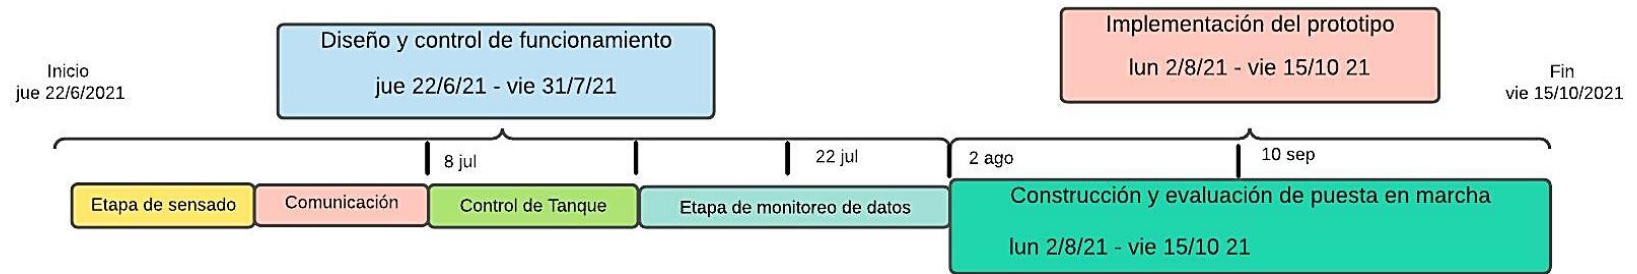 Inicio
jue 22/6/2021
Diseño y control de funcionamiento
jue 22/6/21 - vie 31/7/21
Implementación del prototipo
lun 2/8/21 - vie 15/10 21
Fin
vie 15/10/2021
8 jul
22 jul
2 ago
10 sep
Etapa de sensado
Comunicación
Control de Tanque
Etapa de monitoreo de datos
Construcción y evaluación de puesta en marcha
lun 2/8/21 - vie 15/10 21